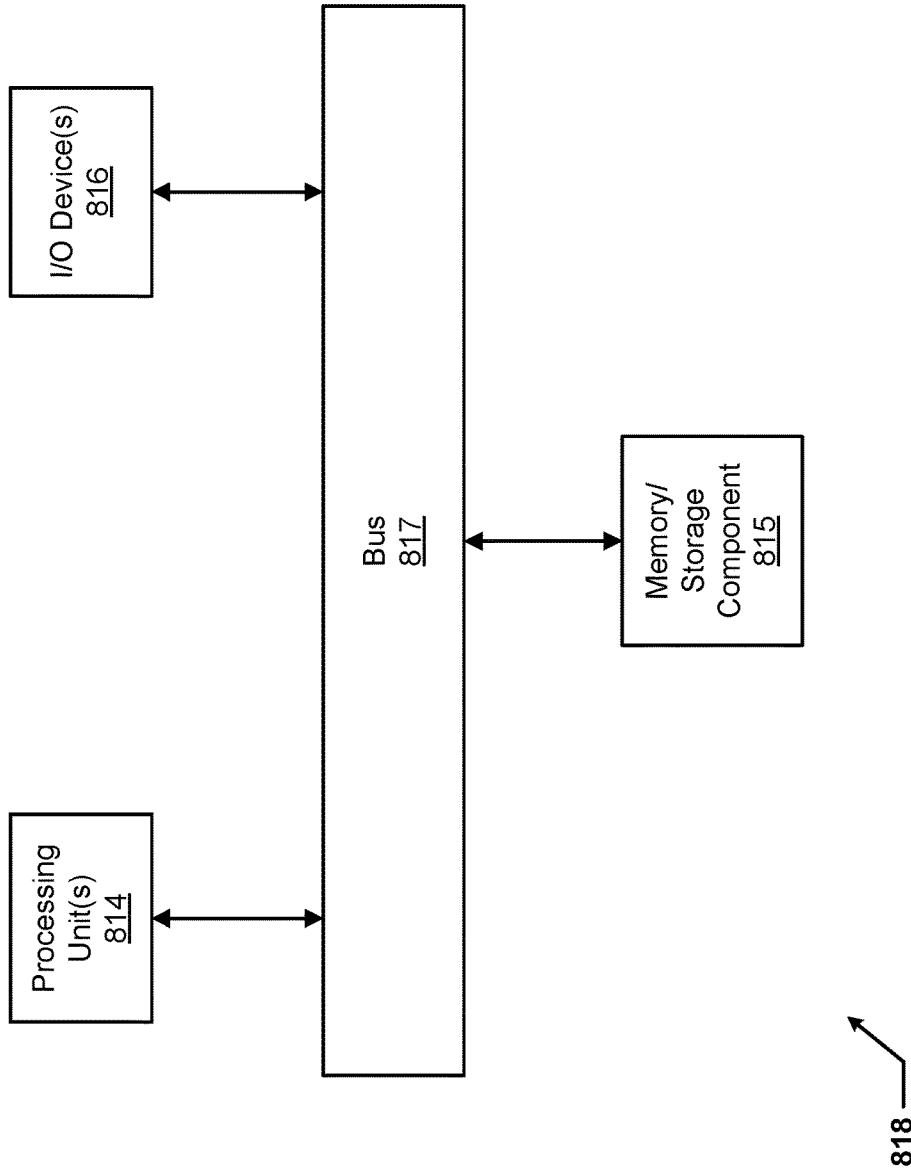 Processing
Unit(s)
814
I/O Device(s)
816
Bus
817
Memory/
Storage
Component
815
818